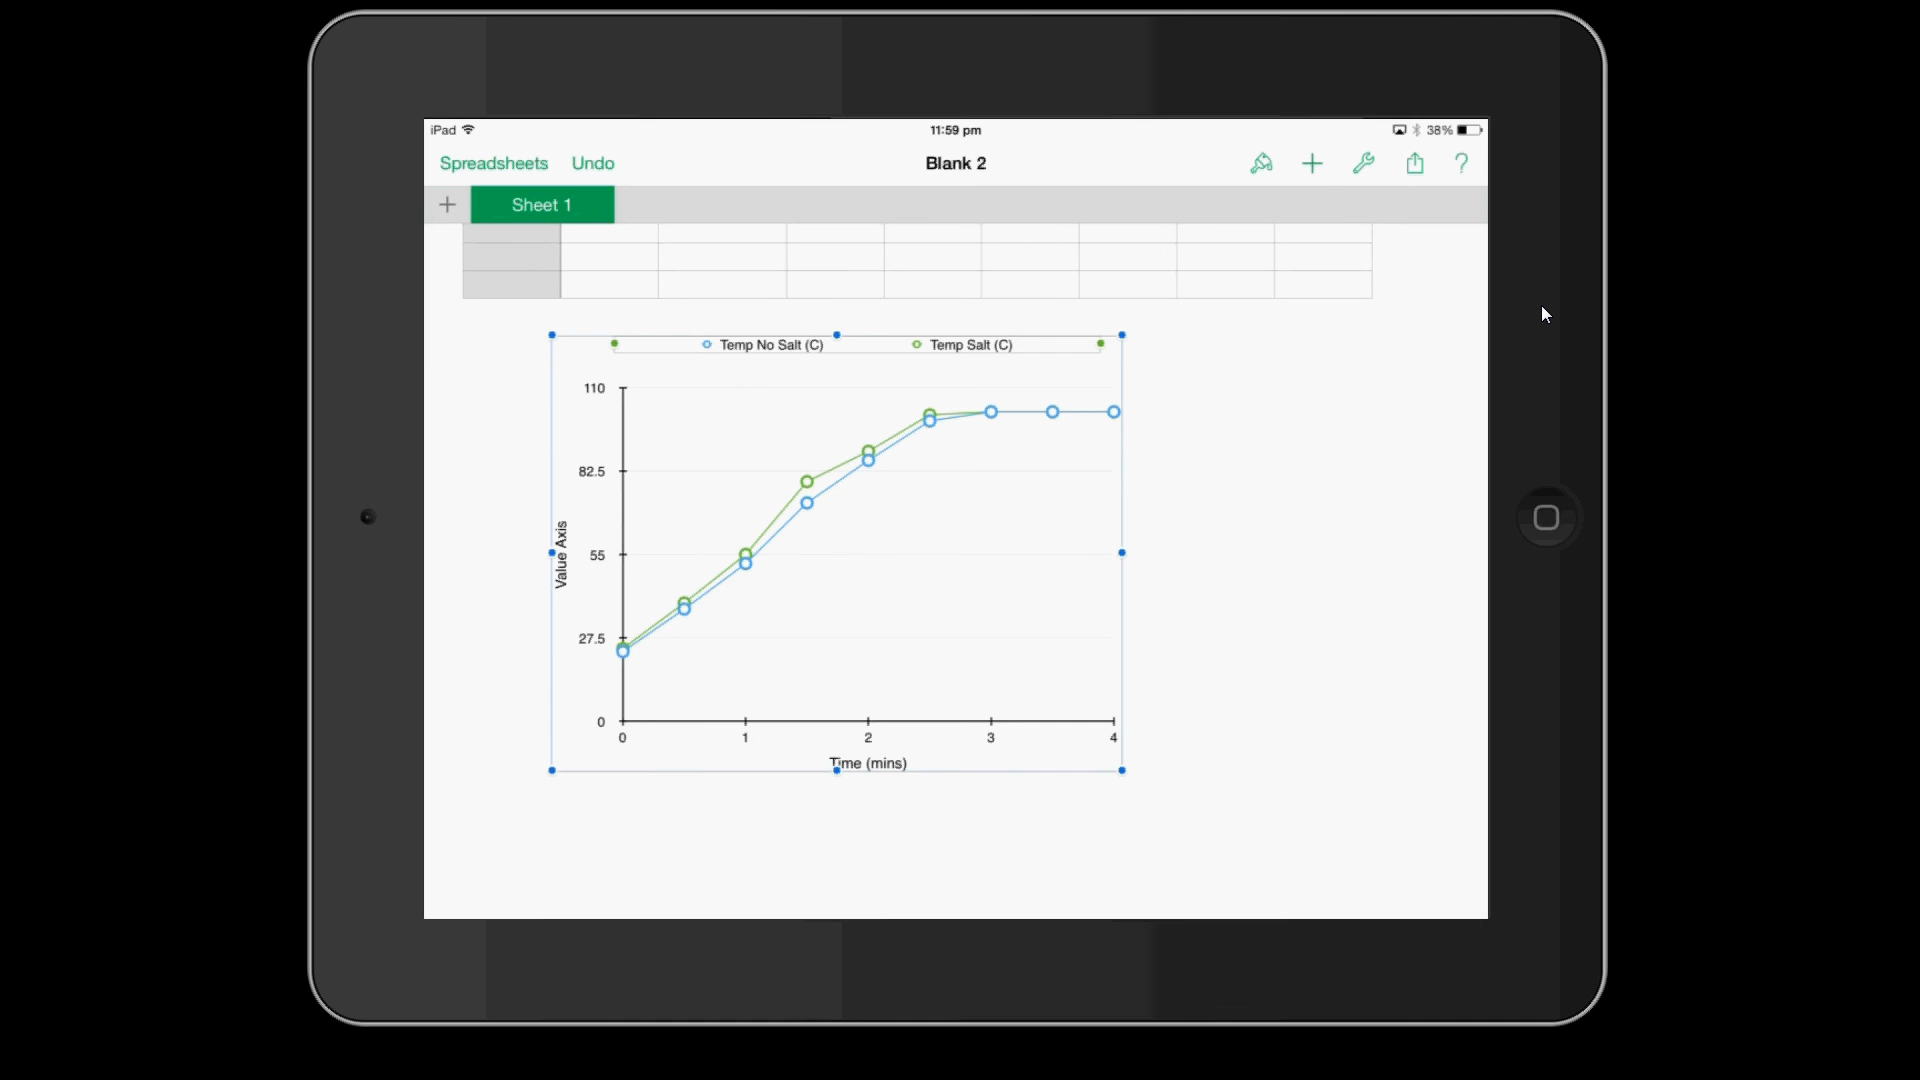 iPad 11:59 pm 38%
Spreadsheets Undo Blank 2 ?
Sheet 1
Temp No Salt (C) Temp Salt (C)
110
82.5
55
27.5
0
Value Axis
0 1 2 3 4
Time (mins)